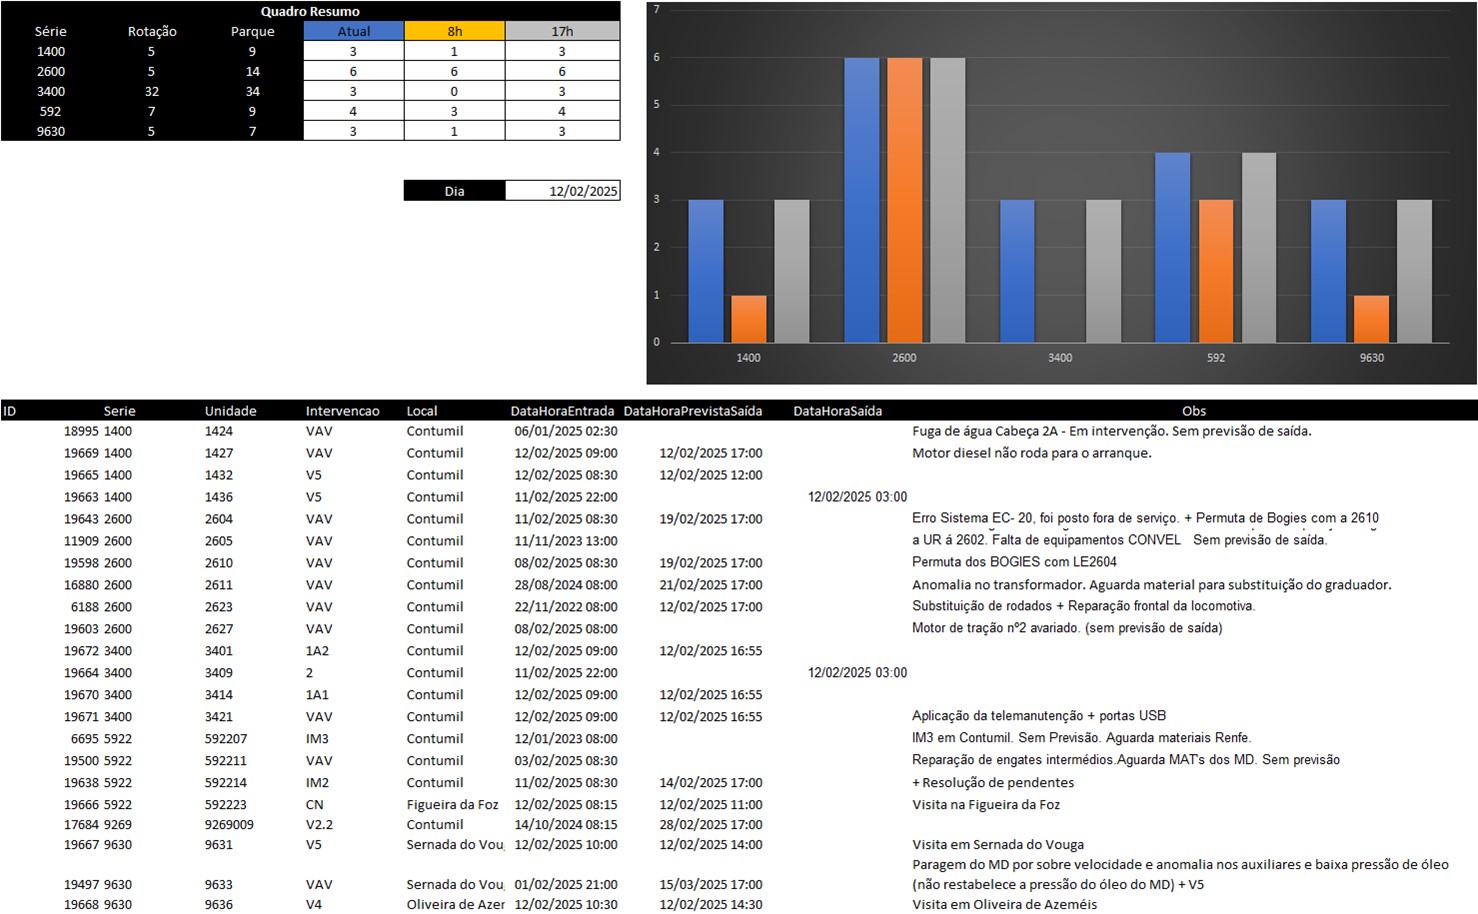 Quadro Resumo
Série Rotação Parque Atual 8h 17h
1400 5 9 3 1 3
2600 5 14 6 6 6
3400 32 34 3 0 3
592 7 9 4 3 4
9630 5 7 3 1 3
Dia 12/02/2025
7
6
5
4
3
2
1
0
1400 2600 3400 592 9630
ID Serie Unidade Intervencao Local DataHoraEntrada DataHoraPrevistaSaída DataHoraSaída Obs
18995 1400 1424 VAV Contumil 06/01/2025 02:30 Fuga de água Cabeça 2A - Em intervenção. Sem previsão de saída.
19669 1400 1427 VAV Contumil 12/02/2025 09:00 12/02/2025 17:00 Motor diesel não roda para o arranque.
19665 1400 1432 V5 Contumil 12/02/2025 08:30 12/02/2025 12:00
19663 1400 1436 V5 Contumil 11/02/2025 22:00 12/02/2025 03:00
19643 2600 2604 VAV Contumil 11/02/2025 08:30 19/02/2025 17:00 Erro Sistema EC- 20, foi posto fora de serviço. + Permuta de Bogies com a 2610
11909 2600 2605 VAV Contumil 11/11/2023 13:00 a UR á 2602. Falta de equipamentos CONVEL Sem previsão de saída.
19598 2600 2610 VAV Contumil 08/02/2025 08:30 19/02/2025 17:00 Permuta dos BOGIES com LE2604
16880 2600 2611 VAV Contumil 28/08/2024 08:00 21/02/2025 17:00 Anomalia no transformador. Aguarda material para substituição do graduador.
6188 2600 2623 VAV Contumil 22/11/2022 08:00 12/02/2025 17:00 Substituição de rodados + Reparação frontal da locomotiva.
19603 2600 2627 VAV Contumil 08/02/2025 08:00 Motor de tração nº2 avariado. (sem previsão de saída)
19672 3400 3401 1A2 Contumil 12/02/2025 09:00 12/02/2025 16:55
19664 3400 3409 2 Contumil 11/02/2025 22:00 12/02/2025 03:00
19670 3400 3414 1A1 Contumil 12/02/2025 09:00 12/02/2025 16:55
19671 3400 3421 VAV Contumil 12/02/2025 09:00 12/02/2025 16:55 Aplicação da telemanutenção + portas USB
6695 5922 592207 IM3 Contumil 12/01/2023 08:00 IM3 em Contumil. Sem Previsão. Aguarda materiais Renfe.
19500 5922 592211 VAV Contumil 03/02/2025 08:30 Reparação de engates intermédios.Aguarda MAT's dos MD. Sem previsão
19638 5922 592214 IM2 Contumil 11/02/2025 08:30 14/02/2025 17:00 + Resolução de pendentes
19666 5922 592223 CN Figueira da Foz 12/02/2025 08:15 12/02/2025 11:00 Visita na Figueira da Foz
17684 9269 9269009 V2.2 Contumil 14/10/2024 08:15 28/02/2025 17:00
19667 9630 9631 V5 Sernada do Vou 12/02/2025 10:00 12/02/2025 14:00 Visita em Sernada do Vouga
Paragem do MD por sobre velocidade e anomalia nos auxiliares e baixa pressão de óleo
19497 9630 9633 VAV Sernada do Vou 01/02/2025 21:00 15/03/2025 17:00 (não restabelece a pressão do óleo do MD) + V5
19668 9630 9636 V4 Oliveira de Azer 12/02/2025 10:30 12/02/2025 14:30 Visita em Oliveira de Azeméis